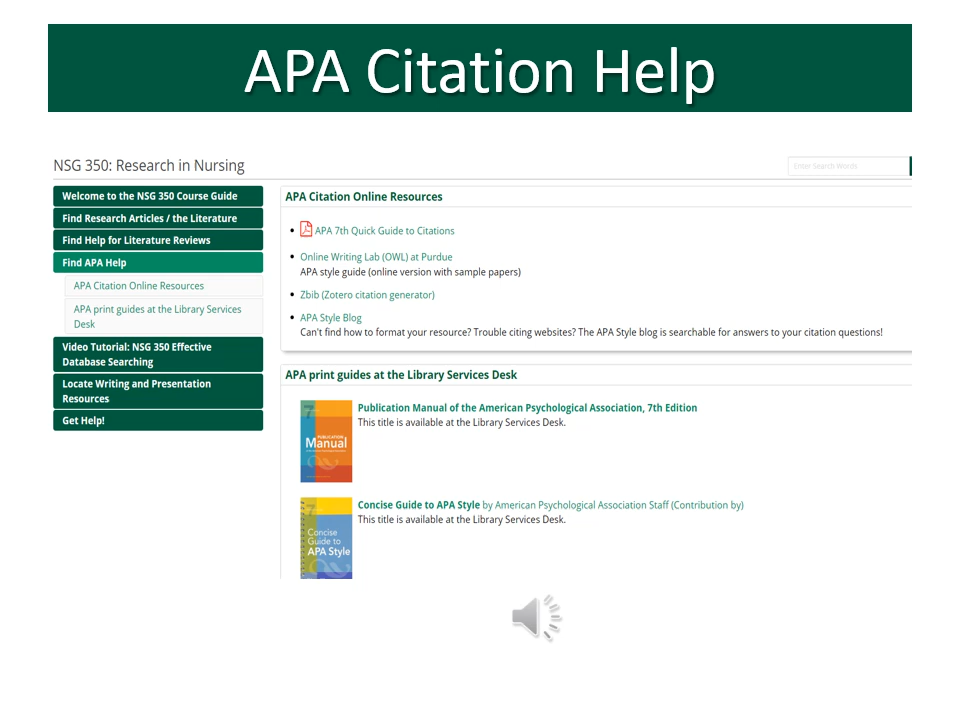 APA Citation Help
NSG 350: Research in Nursing
Enter Search Words
Welcome to the NSG 350 Course Guide
Find Research Articles / the Literature
Find Help for Literature Reviews
Find APA Help
APA Citation Online Resources
APA print guides at the Library Services
Desk
Video Tutorial: NSG 350 Effective
Database Searching
Locate Writing and Presentation
Resources
Get Help!
APA Citation Online Resources
APA 7th Quick Guide to Citations
Online Writing Lab (OWL) at Purdue
APA style guide (online version with sample papers)
Zbib (Zotero citation generator)
APA Style Blog
Can't find how to format your resource? Trouble citing websites? The APA Style blog is searchable for answers to your citation questions!
APA print guides at the Library Services Desk
7
PUBLICATION
Manual
Publication Manual of the American Psychological Association, 7th Edition
This title is available at the Library Services Desk.
7
Concise
Guide to
APA Style
Concise Guide to APA Style by American Psychological Association Staff (Contribution by)
This title is available at the Library Services Desk.